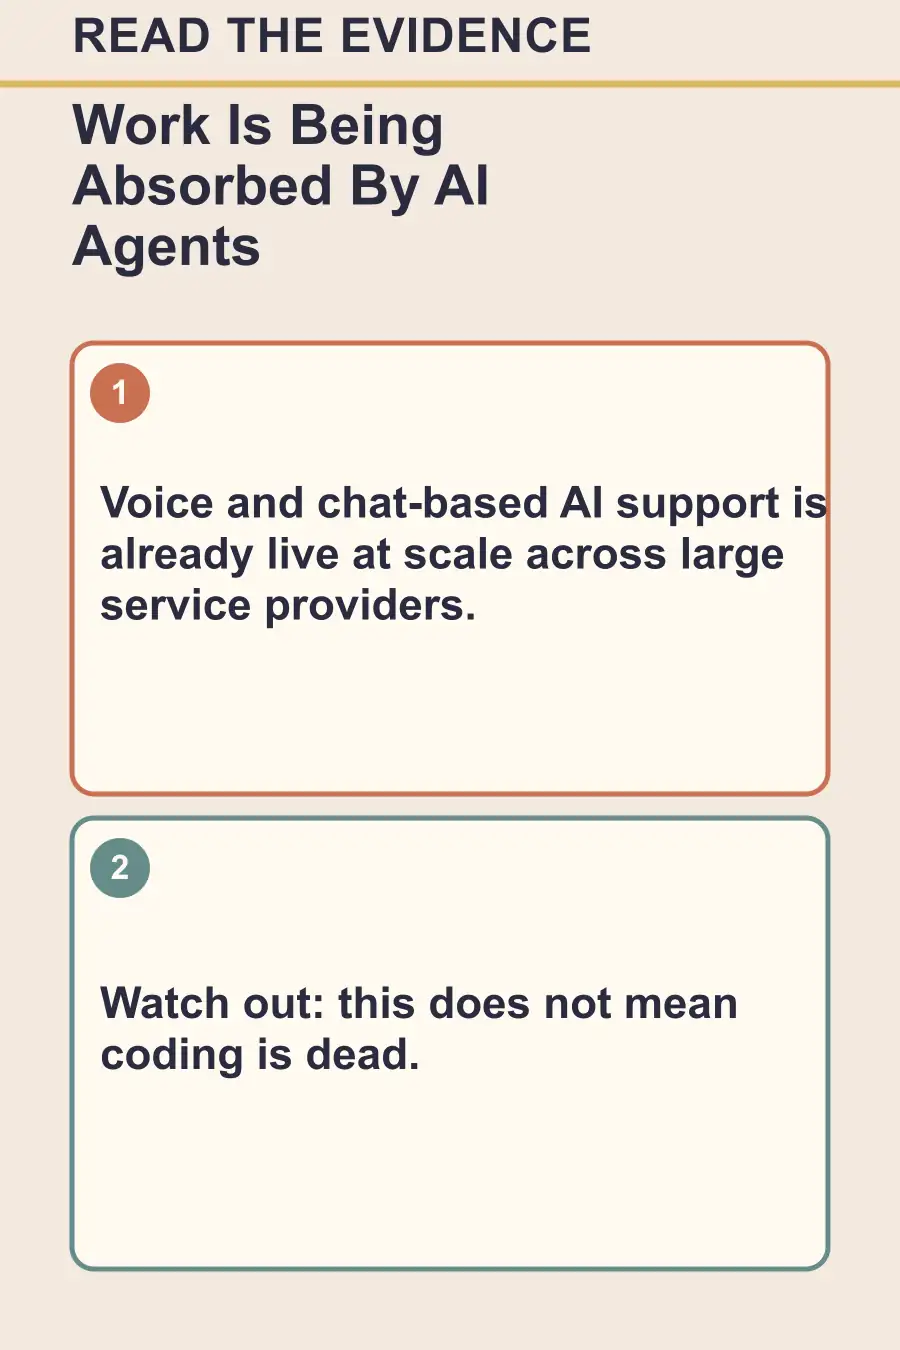 READ THE EVIDENCE
Work Is Being
Absorbed By AI
Agents
1
Voice and chat-based AI support is
already live at scale across large
service providers.
2
Watch out: this does not mean
coding is dead.